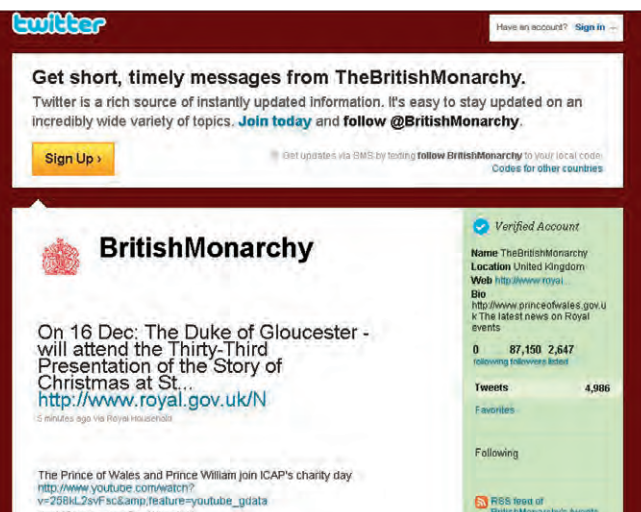 twitter
Have an account? Sign in
Get short, timely messages from TheBritishMonarchy.
Twitter is a rich source of instantly updated information. It's easy to stay updated on an
incredibly wide variety of topics. Join today and follow @BritishMonarchy.
Sign Up ›
Get updates via SMS by texting follow BritishMonarchy to your local code.
Codes for other countries
BritishMonarchy
On 16 Dec: The Duke of Gloucester -
will attend the Thirty-Third
Presentation of the Story of
Christmas at St...
http://www.royal.gov.uk/N
5 minutes ago via Royal Household
The Prince of Wales and Prince William join ICAP's charity day
http://www.youtube.com/watch?
v=258kL2svFsc&amp;feature=youtube_gdata
Verified Account
Name TheBritishMonarchy
Location United Kingdom
Web http://www.royal...
Bio
http://www.princeofwales.gov.u
k The latest news on Royal
events
0 87,150 2,647
following followers listed
Tweets 4,986
Favorites
Following
RSS feed of
BritishMonarchy's tweets